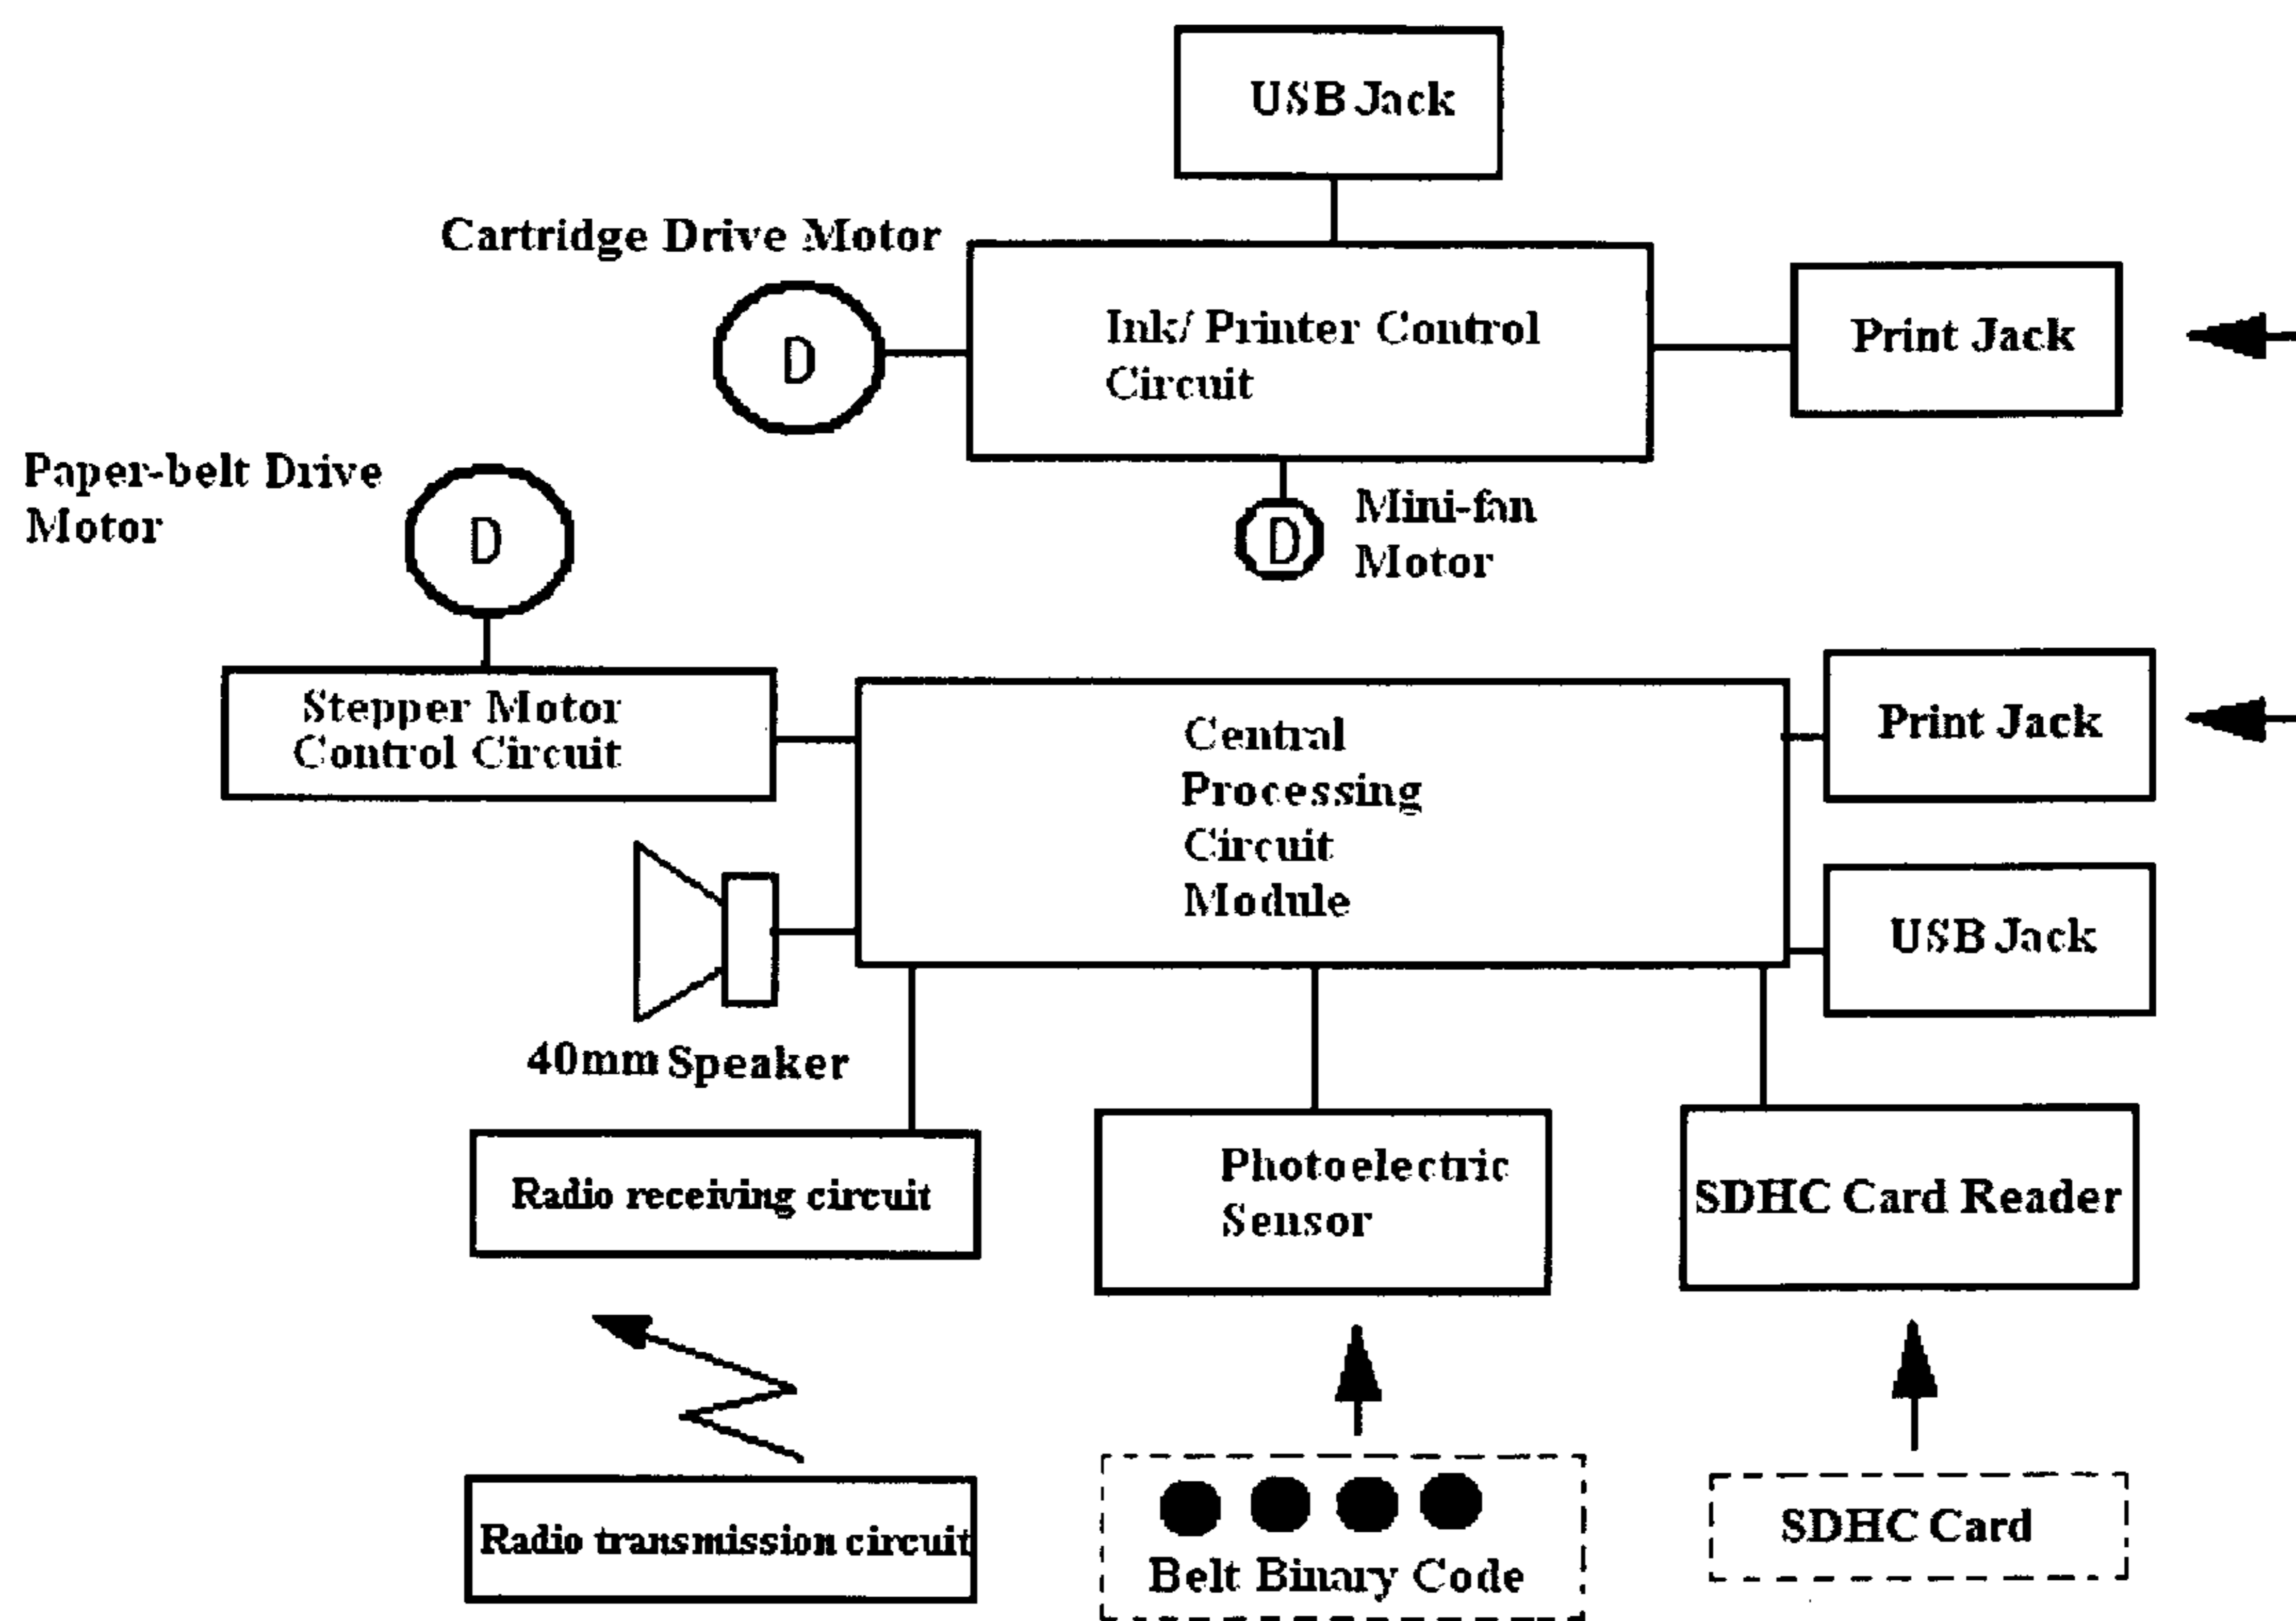 USB Jack
Cartridge Drive Motor
D
Ink/ Printer Control
Circuit
Print Jack
Paper-belt Drive
Motor
D
D
Mini-fan
Motor
Stepper Motor
Control Circuit
Central
Processing
Circuit
Module
Print Jack
USB Jack
40mm Speaker
Radio receiving circuit
Photoelectric
Sensor
SDHC Card Reader
Radio transmission circuit
Belt Binary Code
SDHC Card